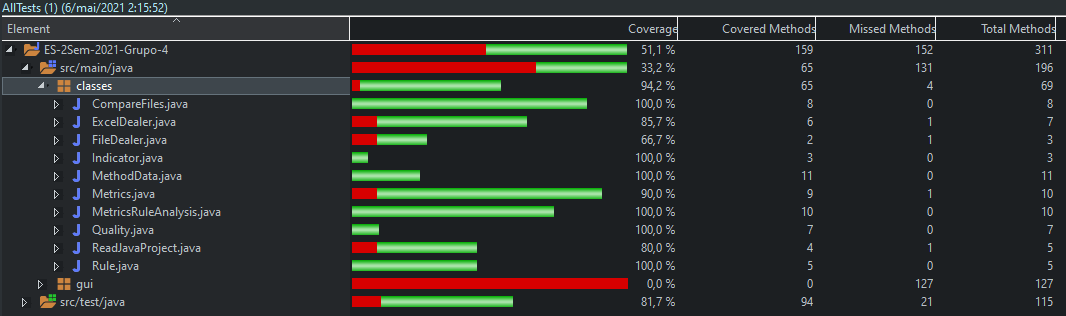 AllTests (1) (6/mai/2021 2:15:52)
Element Coverage Covered Methods Missed Methods Total Methods
ES-2Sem-2021-Grupo-4 51,1 % 159 152 311
src/main/java 33,2 % 65 131 196
classes 94,2 % 65 4 69
CompareFiles.java 100,0 % 8 0 8
ExcelDealer.java 85,7 % 6 1 7
FileDealer.java 66,7 % 2 1 3
Indicator.java 100,0 % 3 0 3
MethodData.java 100,0 % 11 0 11
Metrics.java 90,0 % 9 1 10
MetricsRuleAnalysis.java 100,0 % 10 0 10
Quality.java 100,0 % 7 0 7
ReadJavaProject.java 80,0 % 4 1 5
Rule.java 100,0 % 5 0 5
gui 0,0 % 0 127 127
src/test/java 81,7 % 94 21 115